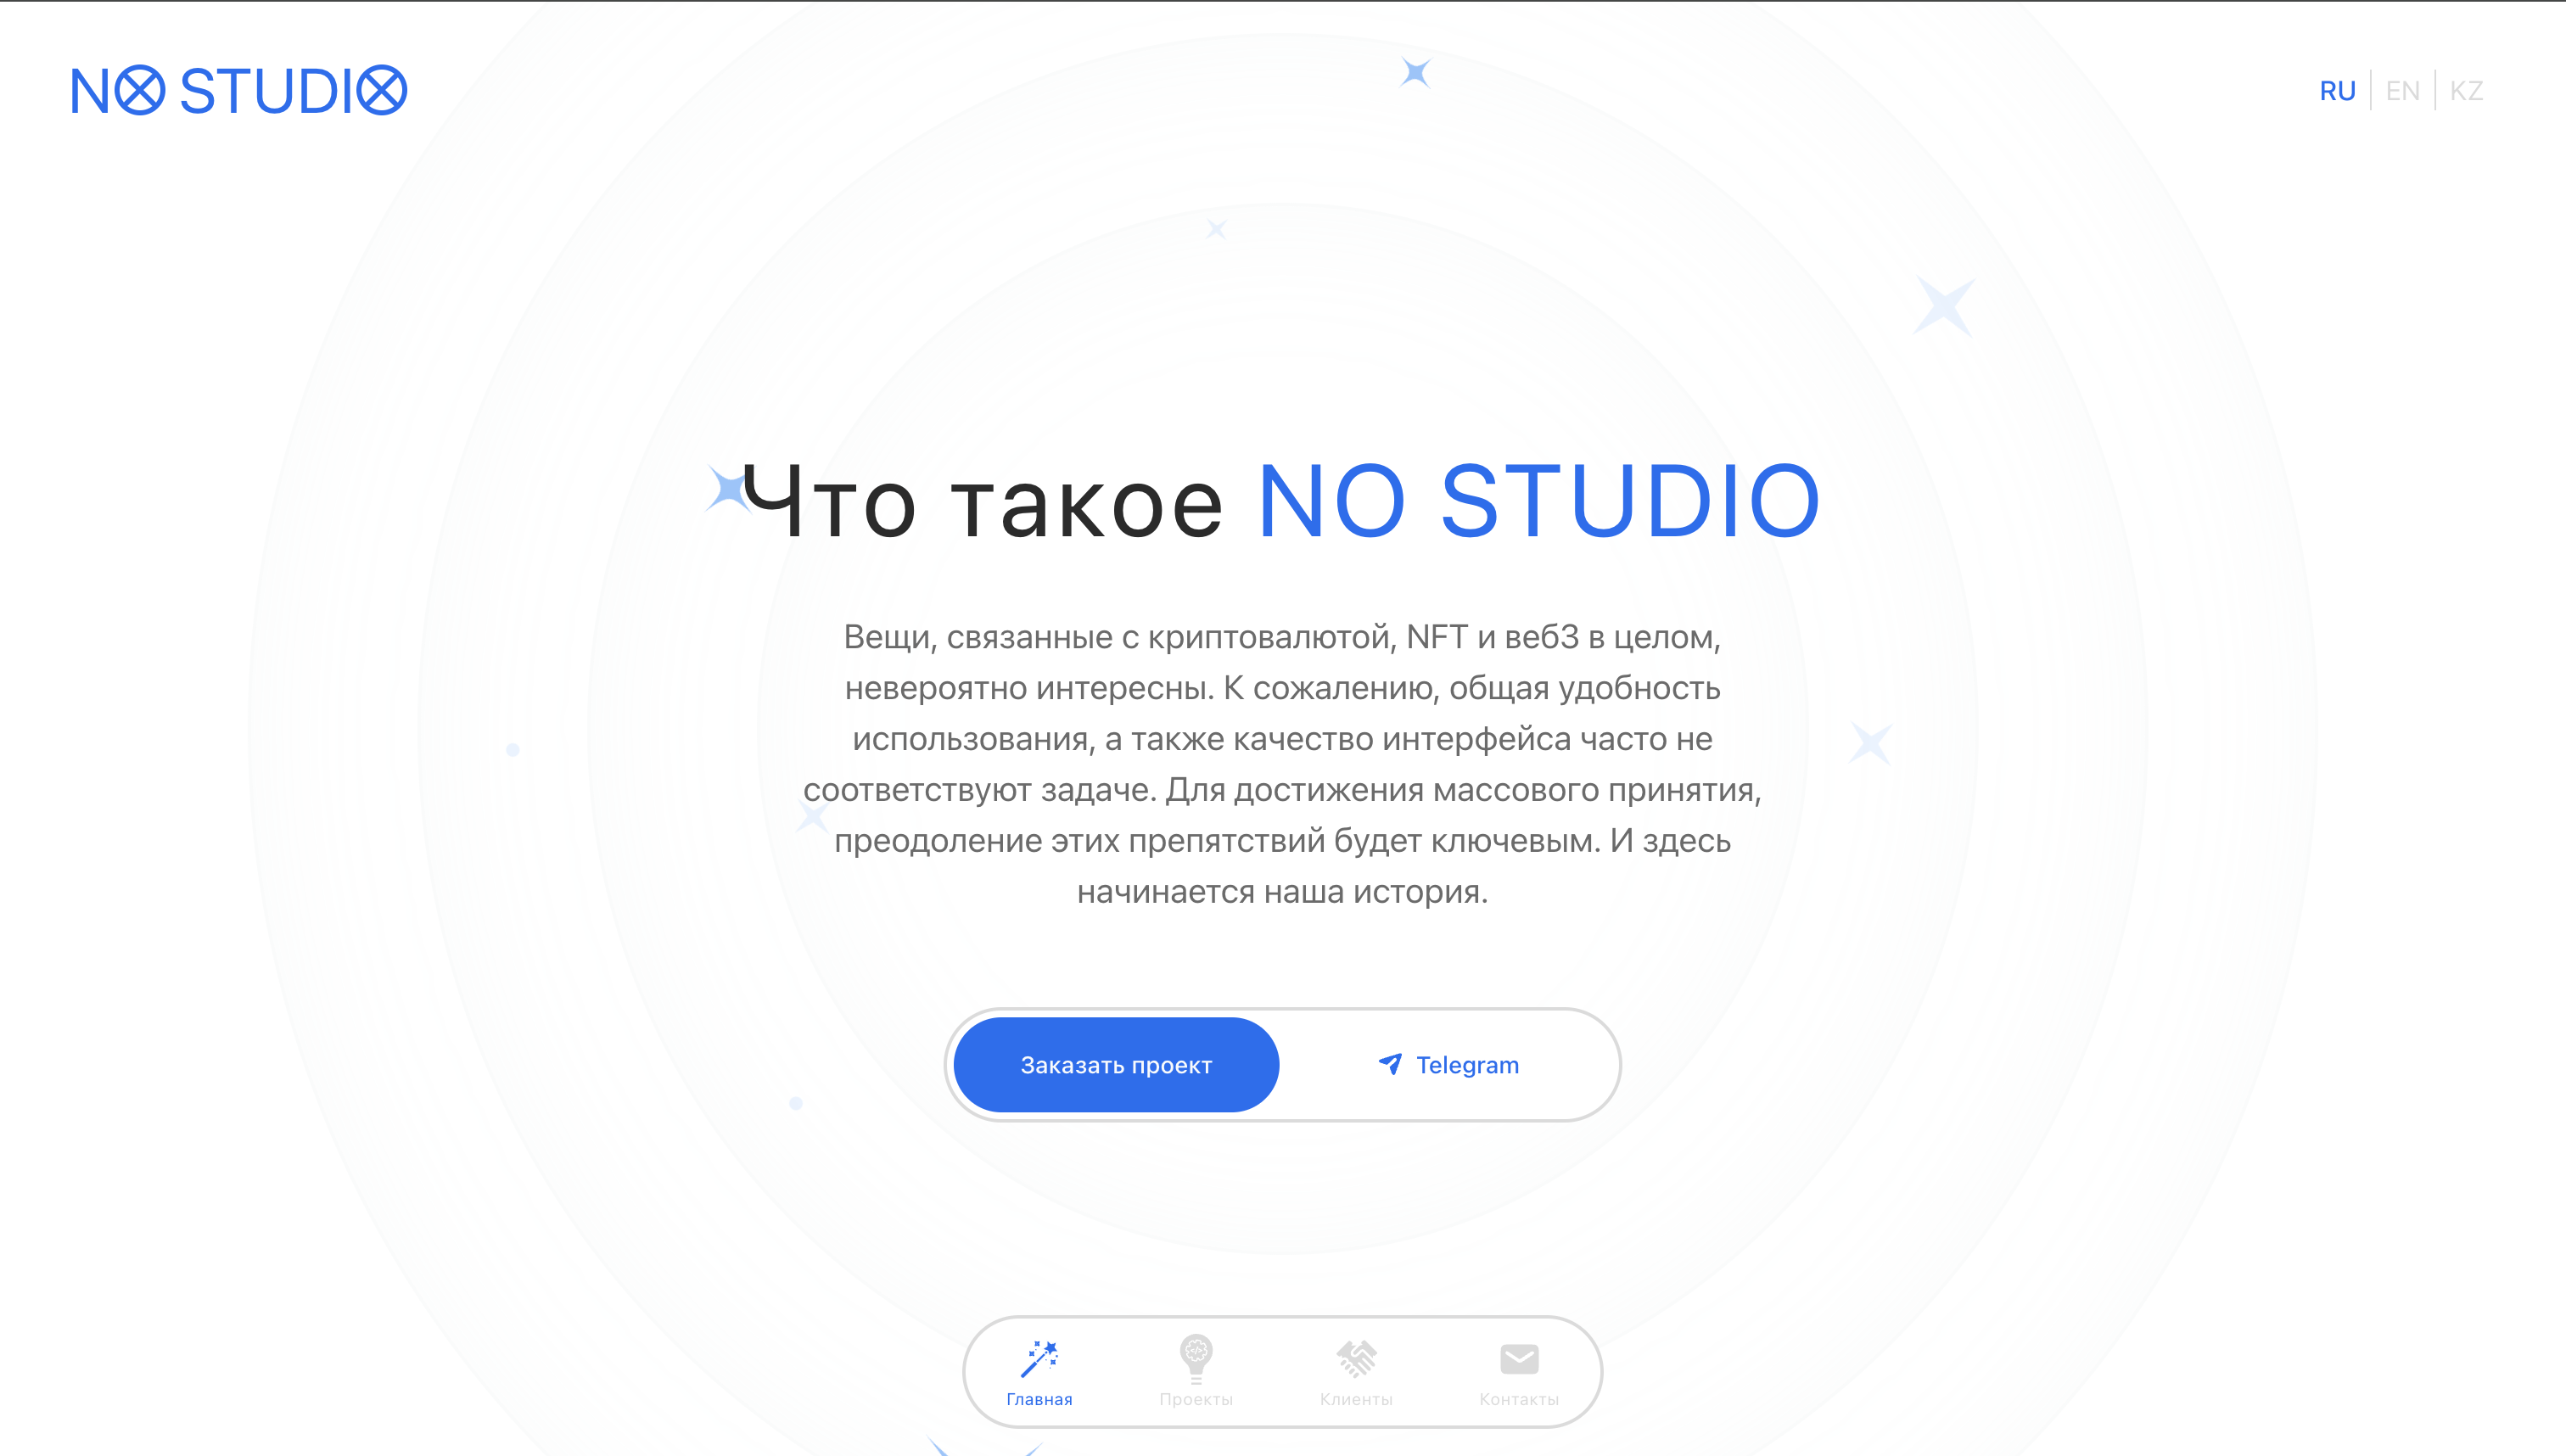 NO STUDIO
RU EN KZ
Что такое NO STUDIO
Вещи, связанные с криптовалютой, NFT и веб3 в целом,
невероятно интересны. К сожалению, общая удобность
использования, а также качество интерфейса часто не
соответствуют задаче. Для достижения массового принятия,
преодоление этих препятствий будет ключевым. И здесь
начинается наша история.
Заказать проект
Telegram
Главная
Проекты
Клиенты
Контакты